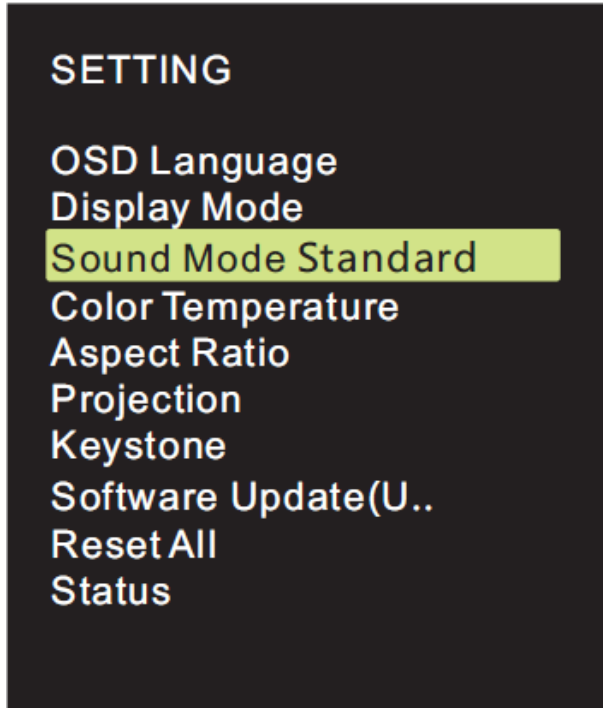 SETTING
OSD Language
Display Mode
Sound Mode Standard
Color Temperature
Aspect Ratio
Projection
Keystone
Software Update(U..
Reset All
Status